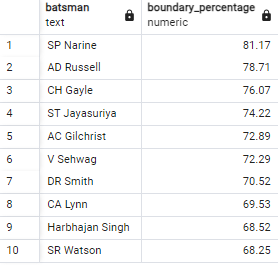 batsman boundary_percentage
text numeric
1 SP Narine 81.17
2 AD Russell 78.71
3 CH Gayle 76.07
4 ST Jayasuriya 74.22
5 AC Gilchrist 72.89
6 V Sehwag 72.29
7 DR Smith 70.52
8 CA Lynn 69.53
9 Harbhajan Singh 68.52
10 SR Watson 68.25